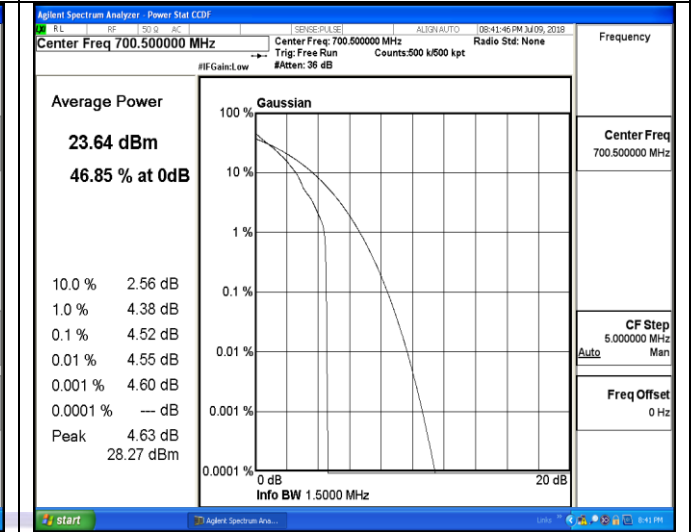 Agilent Spectrum Analyzer - Power Stat CCDF
RL RF 50 Ω AC SENSE:PULSE ALIGN AUTO 08:41:46 PM Jul 09, 2018
Center Freq 700.500000 MHz
Center Freq: 700.500000 MHz Radio Std: None
Trig: Free Run Counts:500 k/500 kpt
#IFGain:Low #Atten: 36 dB
Frequency
Average Power
23.64 dBm
46.85 % at 0dB
10.0 % 2.56 dB
1.0 % 4.38 dB
0.1 % 4.52 dB
0.01 % 4.55 dB
0.001 % 4.60 dB
0.0001 % --- dB
Peak 4.63 dB
28.27 dBm
Gaussian
100 %
10 %
1 %
0.1 %
0.01 %
0.001 %
0.0001 %
0 dB 20 dB
Info BW 1.5000 MHz
Center Freq
700.500000 MHz
CF Step
5.000000 MHz
Auto Man
Freq Offset
0 Hz
start
Agilent Spectrum Ana...
Links
8:41 PM